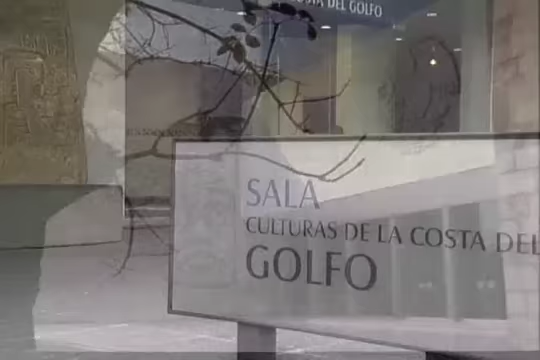 COSTA DEL GOLFO
SALA
CULTURAS DE LA COSTA DEL
GOLFO